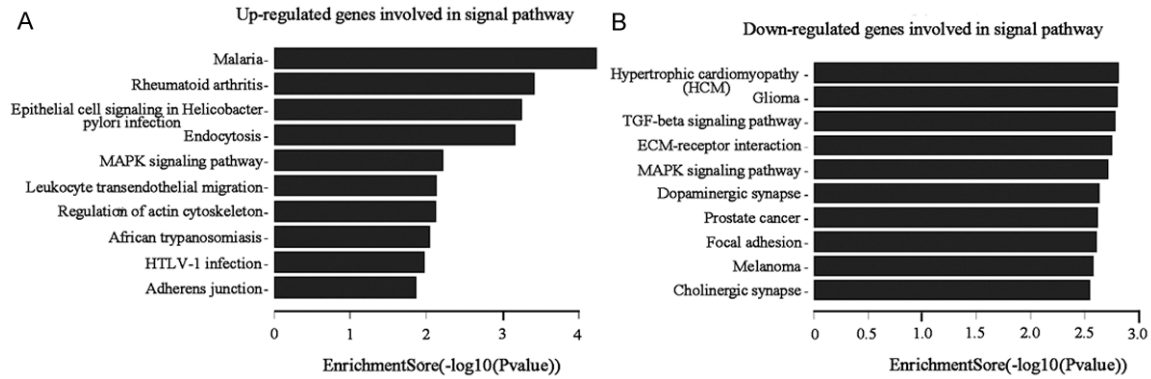 A
Up-regulated genes involved in signal pathway
Malaria
Rheumatoid arthritis
Epithelial cell signaling in Helicobacter
pylori infection
Endocytosis
MAPK signaling pathway
Leukocyte transendothelial migration
Regulation of actin cytoskeleton
African trypanosomiasis
HTLV-1 infection
Adherens junction
0 1 2 3 4
EnrichmentSore(-log10(Pvalue))
B
Down-regulated genes involved in signal pathway
Hypertrophic cardiomyopathy
(HCM)
Glioma
TGF-beta signaling pathway
ECM-receptor interaction
MAPK signaling pathway
Dopaminergic synapse
Prostate cancer
Focal adhesion
Melanoma
Cholinergic synapse
0 0.5 1.0 1.5 2.0 2.5 3.0
EnrichmentSore(-log10(Pvalue))